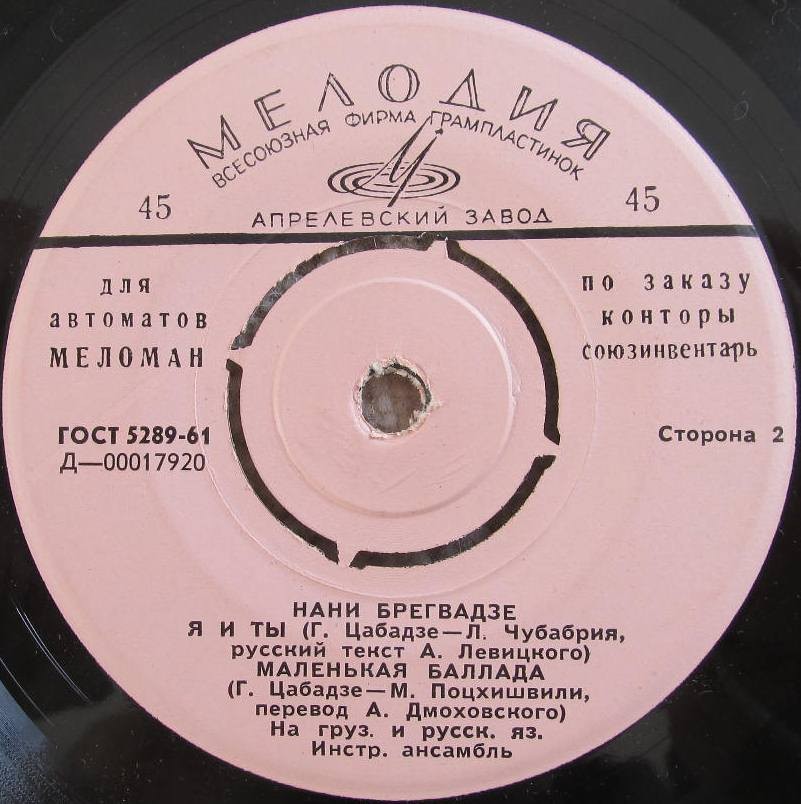 МЕЛОДИЯ
ВСЕСОЮЗНАЯ ФИРМА ГРАМПЛАСТИНОК
45
45
АПРЕЛЕВСКИЙ ЗАВОД
для
автоматов
МЕЛОМАН
по заказу
конторы
союзинвентарь
ГОСТ 5289-61
Д—00017920
Сторона 2
НАНИ БРЕГВАДЗЕ
Я И ТЫ (Г. Цабадзе—Л. Чубабрия,
русский текст А. Левицкого)
МАЛЕНЬКАЯ БАЛЛАДА
(Г. Цабадзе—М. Поцхишвили,
перевод А. Дмоховского)
На груз. и русск. яз.
Инстр. ансамбль